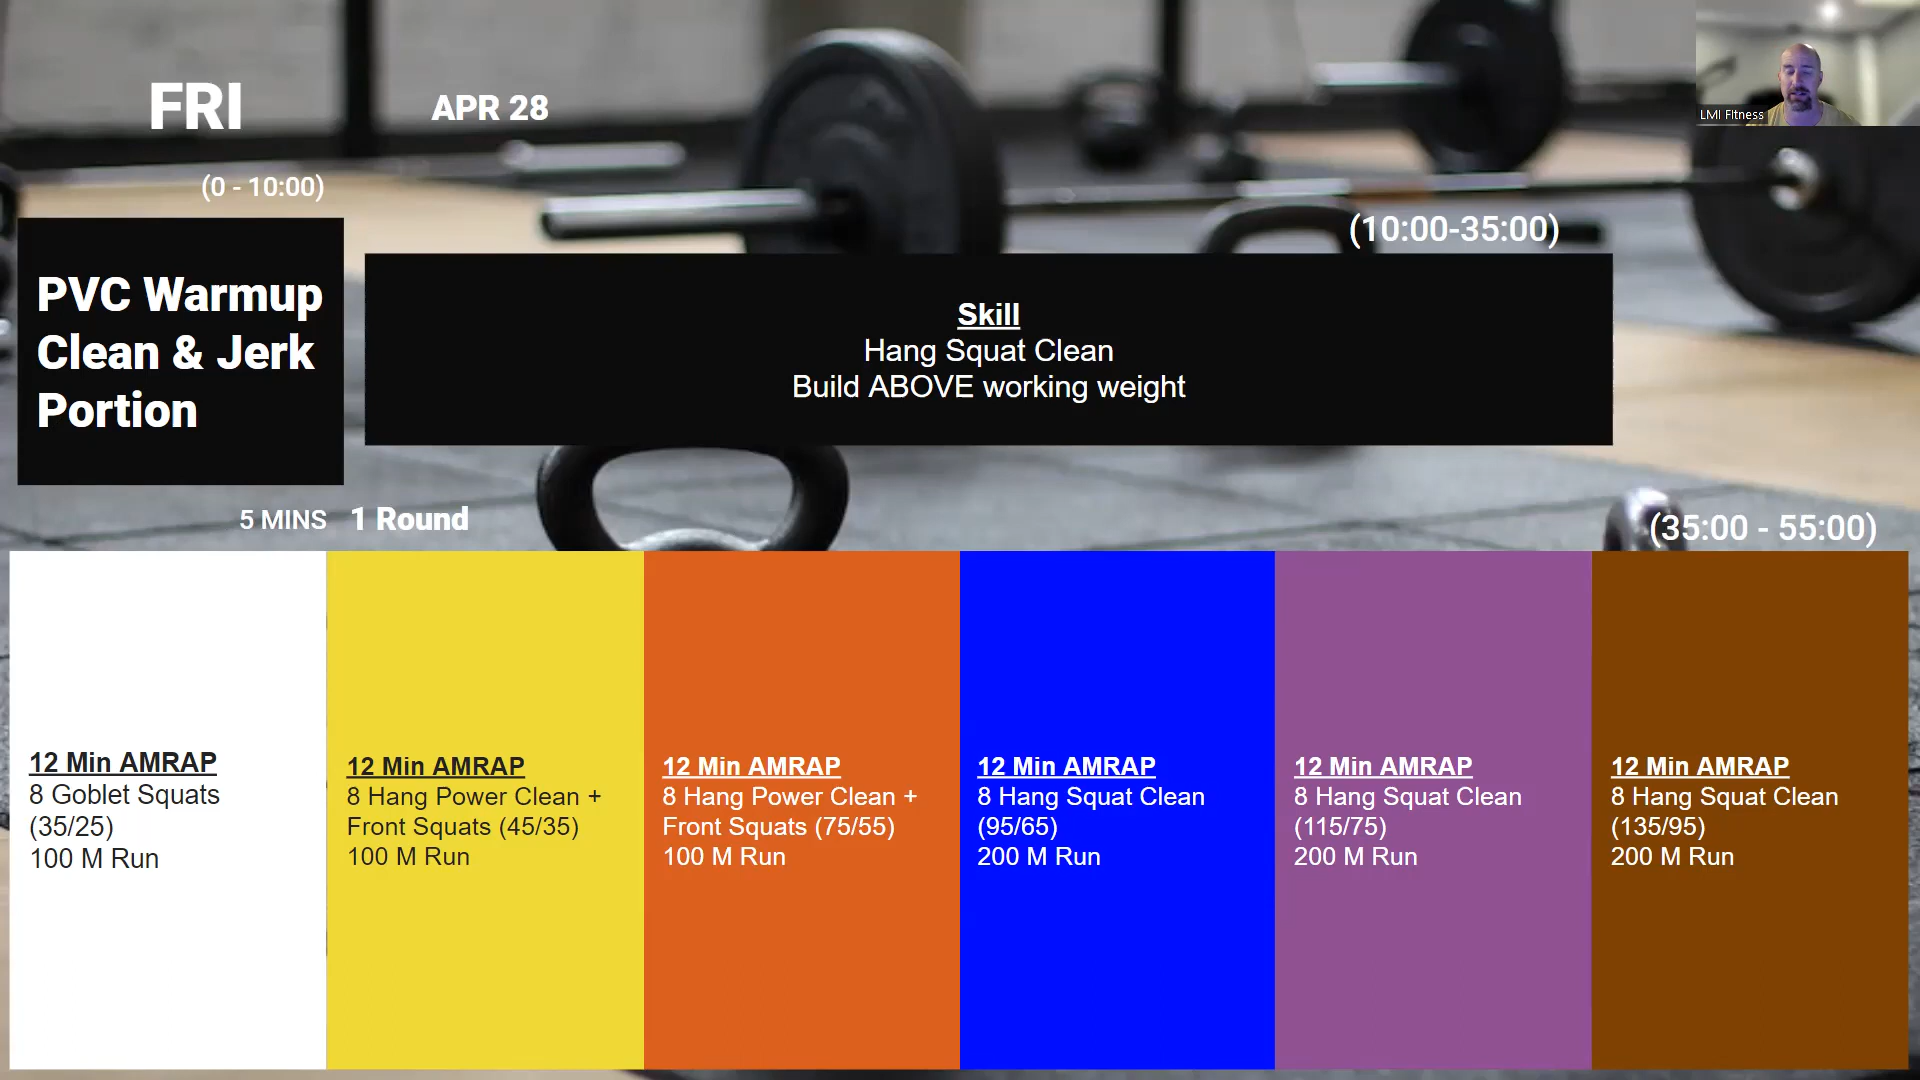 FRI
APR 28
LMI Fitness
(0 - 10:00)
(10:00-35:00)
PVC Warmup
Clean & Jerk
Portion
Skill
Hang Squat Clean
Build ABOVE working weight
5 MINS
1 Round
(35:00 - 55:00)
12 Min AMRAP
8 Goblet Squats
(35/25)
100 M Run
12 Min AMRAP
8 Hang Power Clean +
Front Squats (45/35)
100 M Run
12 Min AMRAP
8 Hang Power Clean +
Front Squats (75/55)
100 M Run
12 Min AMRAP
8 Hang Squat Clean
(95/65)
200 M Run
12 Min AMRAP
8 Hang Squat Clean
(115/75)
200 M Run
12 Min AMRAP
8 Hang Squat Clean
(135/95)
200 M Run